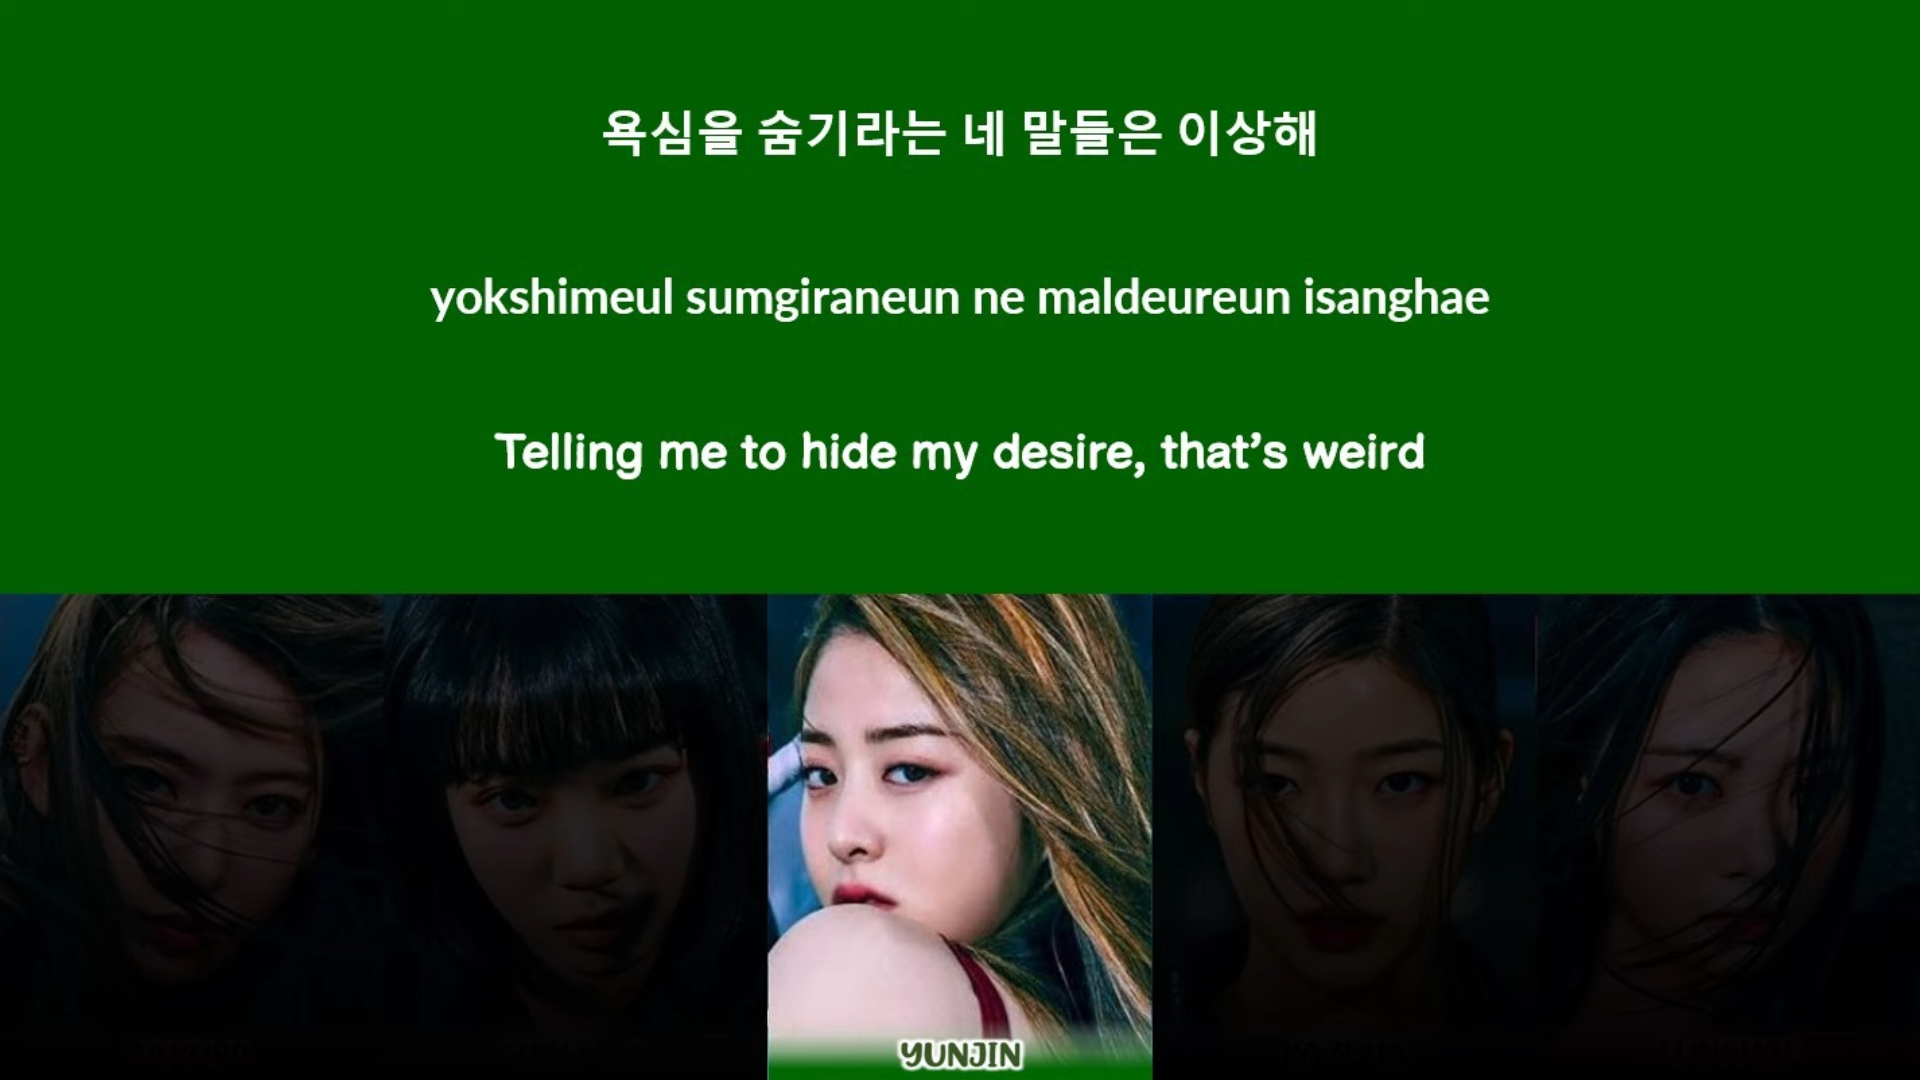 욕심을 숨기라는 네 말들은 이상해
yokshimeul sumgiraneun ne maldeureun isanghae
Telling me to hide my desire, that's weird
YUNJIN